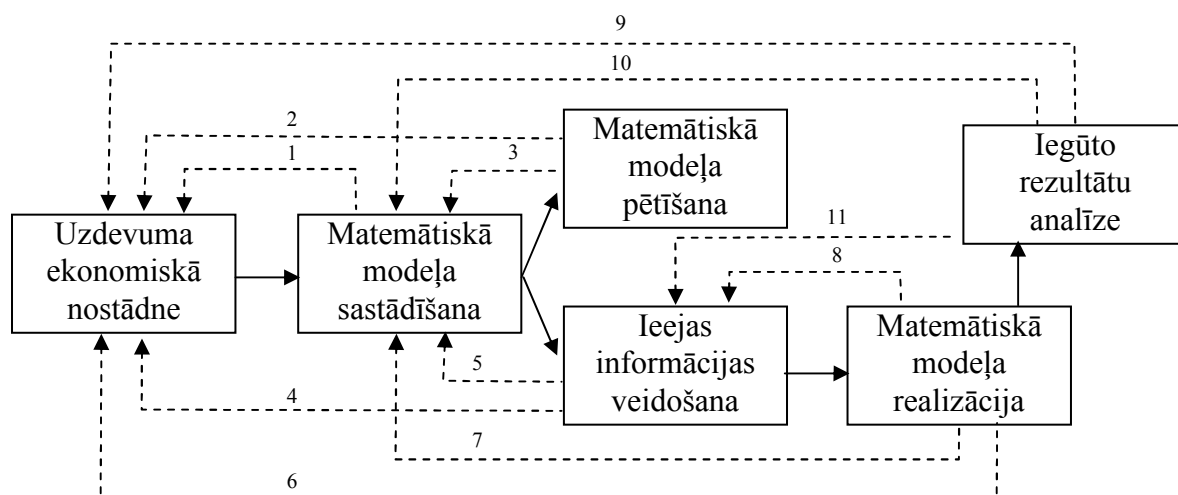 9
10
2
Matemātiskā
modeļa
pētīšana
Iegūto
rezultātu
analīze
1
3
Uzdevuma
ekonomiskā
nostādne
Matemātiskā
modeļa
sastādīšana
11
8
Ieejas
informācijas
veidošana
Matemātiskā
modeļa
realizācija
5
4
7
6